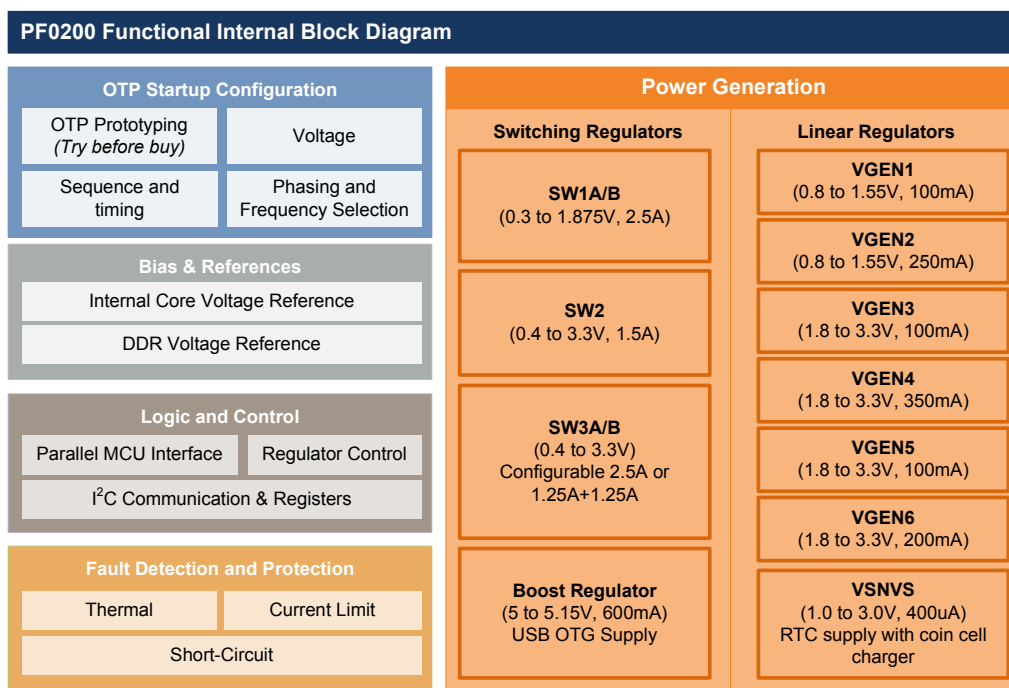 PF0200 Functional Internal Block Diagram
OTP Startup Configuration
OTP Prototyping
(Try before buy)
Voltage
Sequence and
timing
Phasing and
Frequency Selection
Bias & References
Internal Core Voltage Reference
DDR Voltage Reference
Logic and Control
Parallel MCU Interface
Regulator Control
I²C Communication & Registers
Fault Detection and Protection
Thermal
Current Limit
Short-Circuit
Power Generation
Switching Regulators
SW1A/B
(0.3 to 1.875V, 2.5A)
SW2
(0.4 to 3.3V, 1.5A)
SW3A/B
(0.4 to 3.3V)
Configurable 2.5A or
1.25A+1.25A
Boost Regulator
(5 to 5.15V, 600mA)
USB OTG Supply
Linear Regulators
VGEN1
(0.8 to 1.55V, 100mA)
VGEN2
(0.8 to 1.55V, 250mA)
VGEN3
(1.8 to 3.3V, 100mA)
VGEN4
(1.8 to 3.3V, 350mA)
VGEN5
(1.8 to 3.3V, 100mA)
VGEN6
(1.8 to 3.3V, 200mA)
VSNVS
(1.0 to 3.0V, 400uA)
RTC supply with coin cell
charger